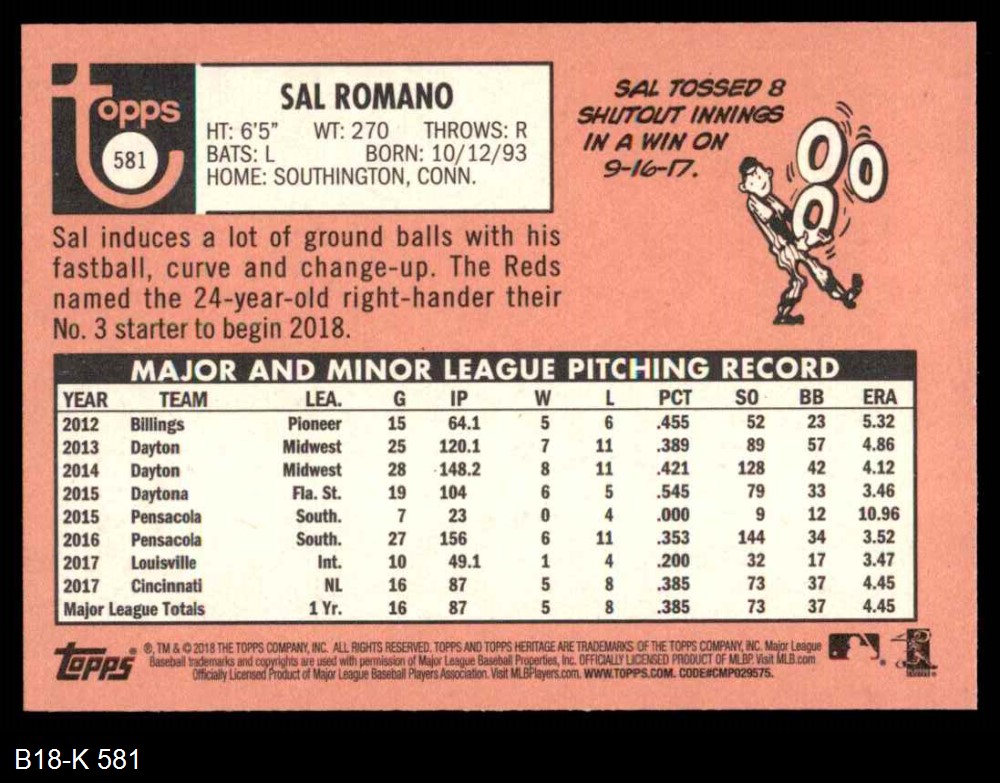 topps
581
SAL ROMANO
HT: 6'5" WT: 270 THROWS: R
BATS: L BORN: 10/12/93
HOME: SOUTHINGTON, CONN.
SAL TOSSED 8
SHUTOUT INNINGS
IN A WIN ON
9-16-17.
0 0
0
Sal induces a lot of ground balls with his
fastball, curve and change-up. The Reds
named the 24-year-old right-hander their
No. 3 starter to begin 2018.
MAJOR AND MINOR LEAGUE PITCHING RECORD
YEAR TEAM LEA. G IP W L PCT SO BB ERA
2012 Billings Pioneer 15 64.1 5 6 .455 52 23 5.32
2013 Dayton Midwest 25 120.1 7 11 .389 89 57 4.86
2014 Dayton Midwest 28 148.2 8 11 .421 128 42 4.12
2015 Daytona Fla. St. 19 104 6 5 .545 79 33 3.46
2015 Pensacola South. 7 23 0 4 .000 9 12 10.96
2016 Pensacola South. 27 156 6 11 .353 144 34 3.52
2017 Louisville Int. 10 49.1 1 4 .200 32 17 3.47
2017 Cincinnati NL 16 87 5 8 .385 73 37 4.45
Major League Totals 1 Yr. 16 87 5 8 .385 73 37 4.45
topps® ®, TM & © 2018 THE TOPPS COMPANY, INC. ALL RIGHTS RESERVED. TOPPS AND TOPPS HERITAGE ARE TRADEMARKS OF THE TOPPS COMPANY, INC. Major League
Baseball trademarks and copyrights are used with permission of Major League Baseball Properties, Inc. OFFICIALLY LICENSED PRODUCT OF MLBP. Visit MLB.com
Officially Licensed Product of Major League Baseball Players Association. Visit MLBPlayers.com. WWW.TOPPS.COM. CODE#CMP029575.
B18-K 581